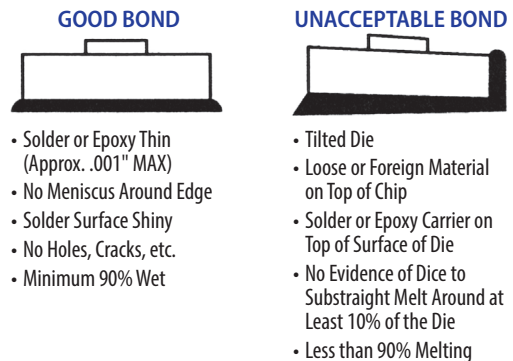 GOOD BOND
• Solder or Epoxy Thin
(Approx. .001" MAX)
• No Meniscus Around Edge
• Solder Surface Shiny
• No Holes, Cracks, etc.
• Minimum 90% Wet
UNACCEPTABLE BOND
• Tilted Die
• Loose or Foreign Material
on Top of Chip
• Solder or Epoxy Carrier on
Top of Surface of Die
• No Evidence of Dice to
Substraight Melt Around at
Least 10% of the Die
• Less than 90% Melting